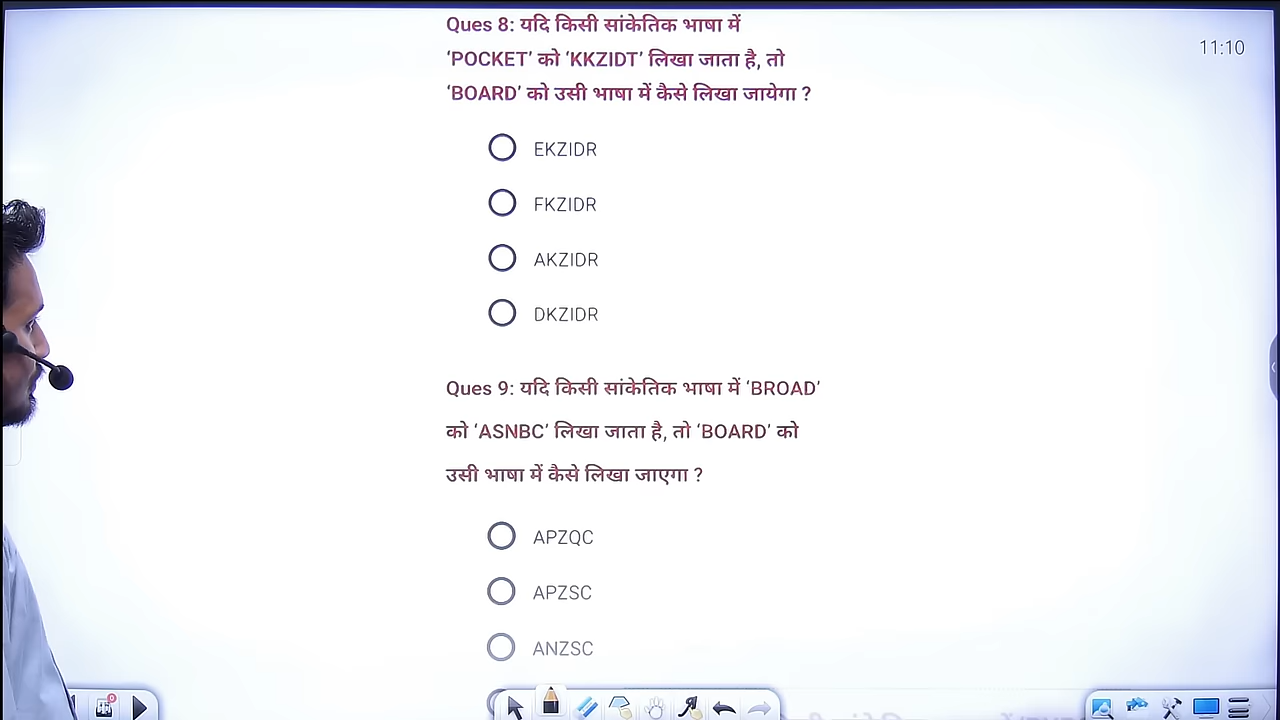 Ques 8: यदि किसी सांकेतिक भाषा में
11:10
‘POCKET’ को ‘KKZIDT’ लिखा जाता है, तो
‘BOARD’ को उसी भाषा में कैसे लिखा जायेगा ?
EKZIDR
FKZIDR
AKZIDR
DKZIDR
Ques 9: यदि किसी सांकेतिक भाषा में ‘BROAD’
को ‘ASNBC’ लिखा जाता है, तो ‘BOARD’ को
उसी भाषा में कैसे लिखा जाएगा ?
APZQC
APZSC
ANZSC